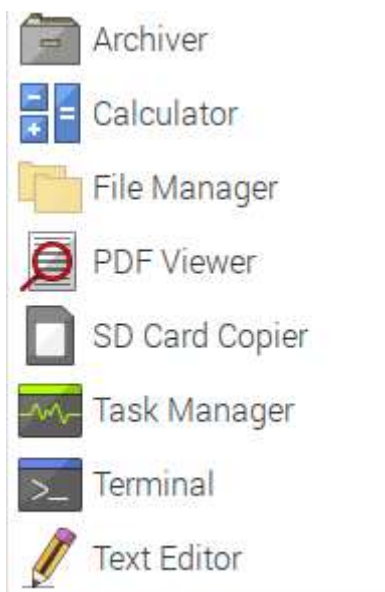 Archiver
Calculator
File Manager
PDF Viewer
SD Card Copier
Task Manager
Terminal
Text Editor